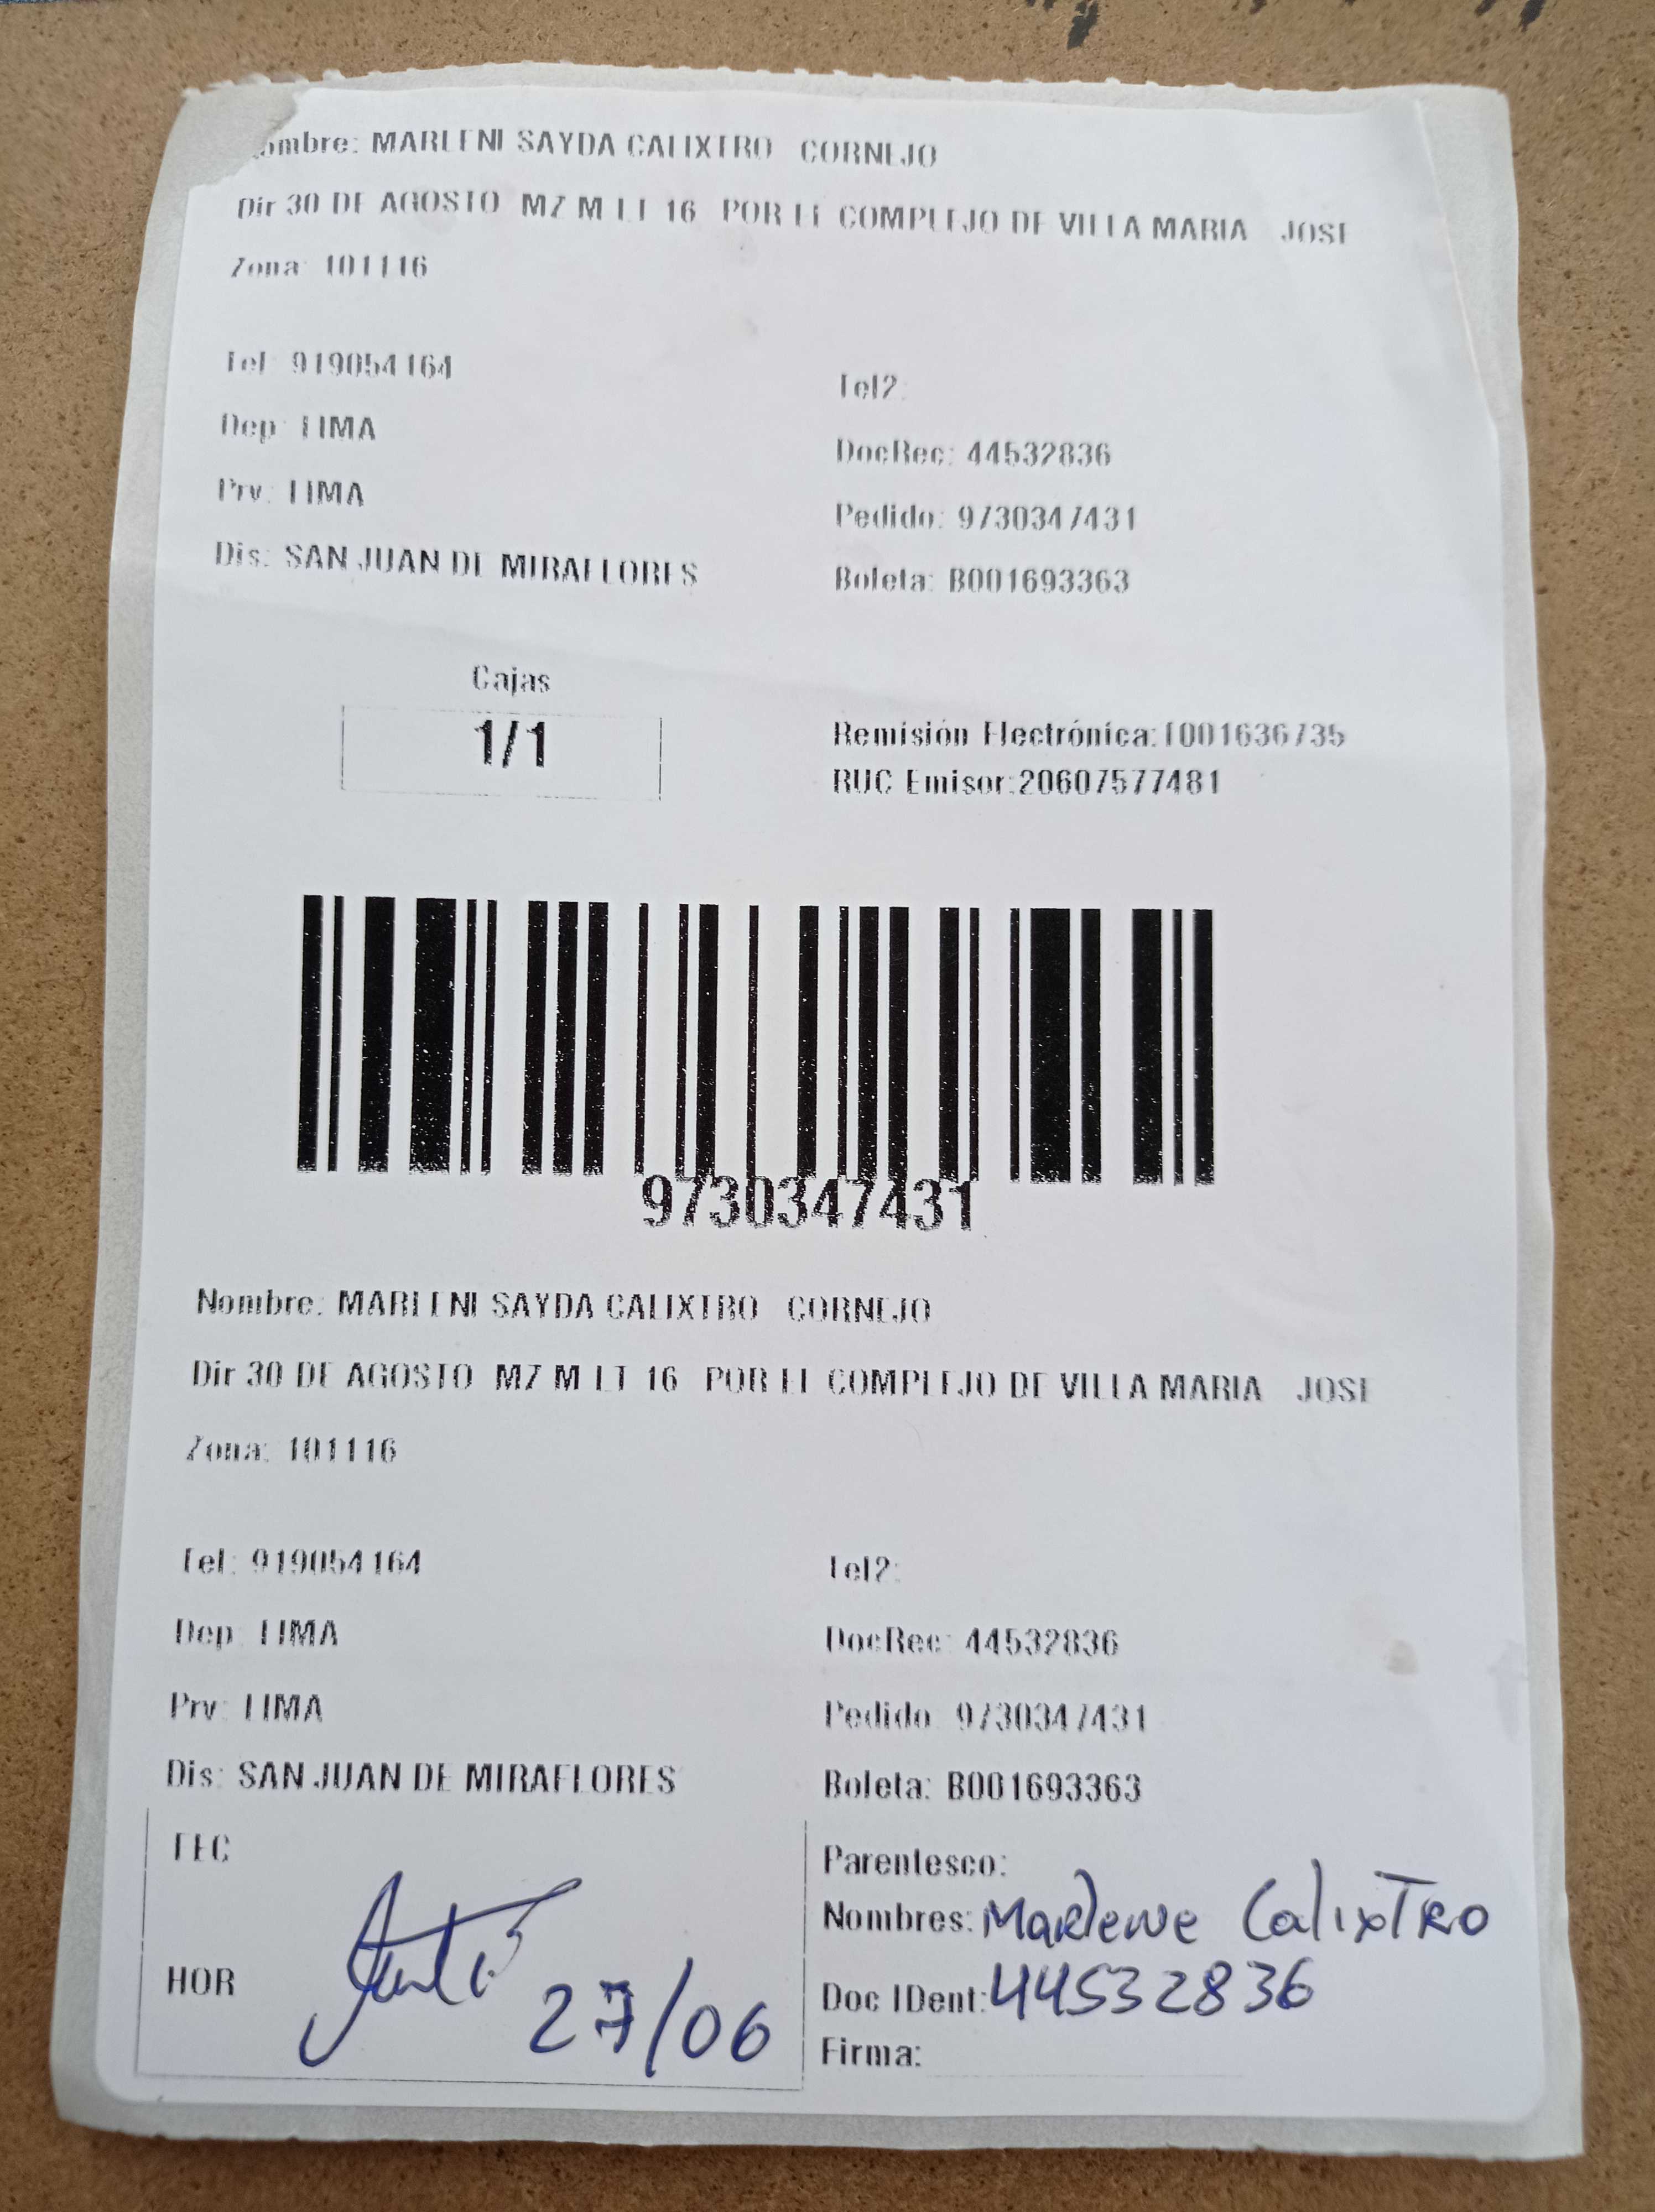 ombre: MARLENI SAYDA CALIXTRO CORNEJO
Dir 30 DE AGOSTO MZ M LT 16 POR EL COMPLEJO DE VILLA MARIA JOSE
Zona: 101116
Tel: 919054164
Tel2:
Dep: LIMA
DocRec: 44532836
Prv: LIMA
Pedido: 9730347431
Dis: SAN JUAN DE MIRAFLORES
Boleta: B001693363
Cajas
1/1
Remisión Electrónica:T001636735
RUC Emisor:20607577481
9730347431
Nombre: MARLENI SAYDA CALIXTRO CORNEJO
Dir 30 DE AGOSTO MZ M LT 16 POR EL COMPLEJO DE VILLA MARIA JOSE
Zona: 101116
Tel: 919054164
Tel2:
Dep: LIMA
DocRec: 44532836
Prv: LIMA
Pedido: 9730347431
Dis: SAN JUAN DE MIRAFLORES
Boleta: B001693363
FEC
Parentesco:
Nombres: Marlene Calixtro
HOR
27/06
Doc IDent: 44532836
Firma: